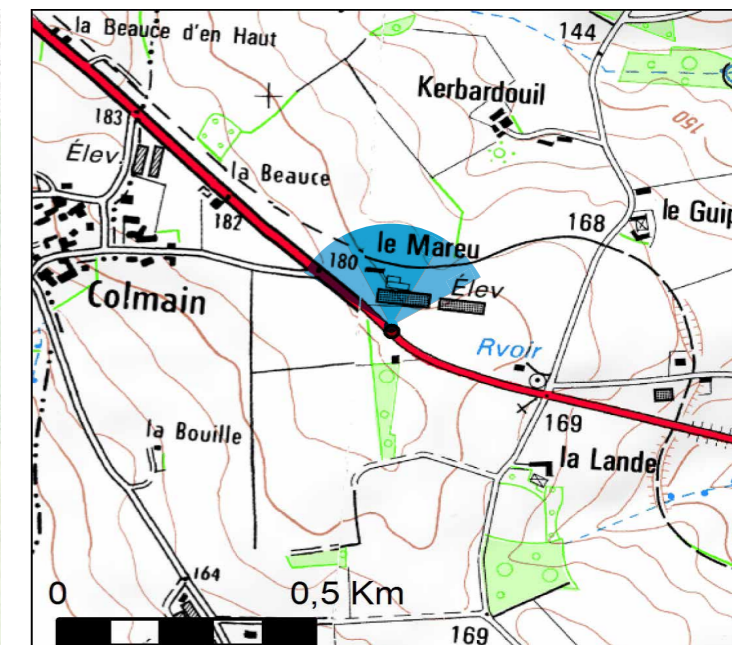 la Beauce d'en Haut
144
Kerbardouil
183
150
Élev.
la Beauce
182
168
le Guip
le Mareu
180
Élev
Colmain
Rvoir
169
la Bouille
la Lande
164
0
0,5 Km
169